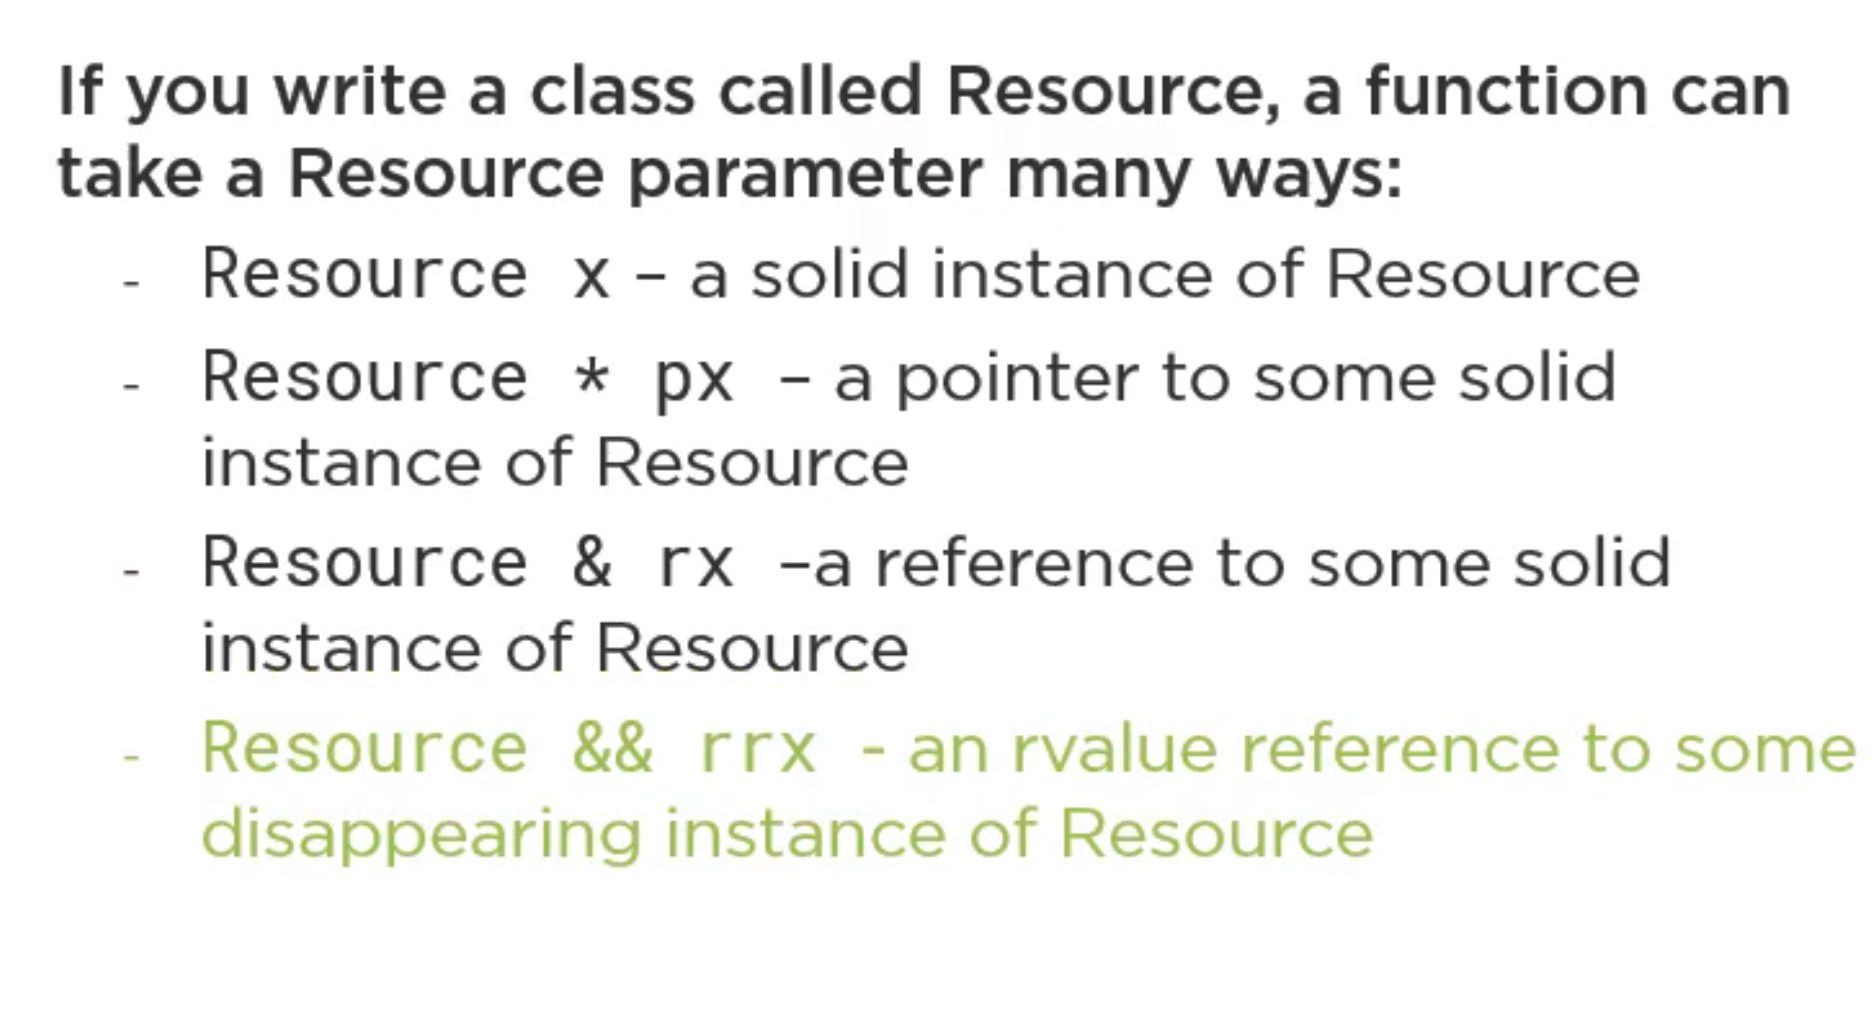 If you write a class called Resource, a function can
take a Resource parameter many ways:
- Resource x – a solid instance of Resource
- Resource * px – a pointer to some solid
instance of Resource
- Resource & rx –a reference to some solid
instance of Resource
- Resource && rrx - an rvalue reference to some
disappearing instance of Resource